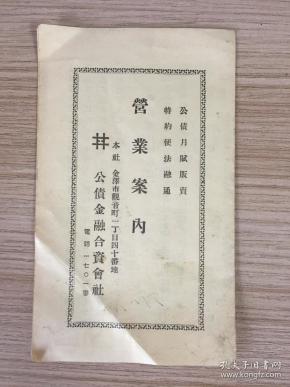 公債月賦販賣
特約便法融通
營業案內
本社 金澤市觀音町一丁目四十番地
公債金融合資會社
電話一七〇一番
孔夫子旧书网